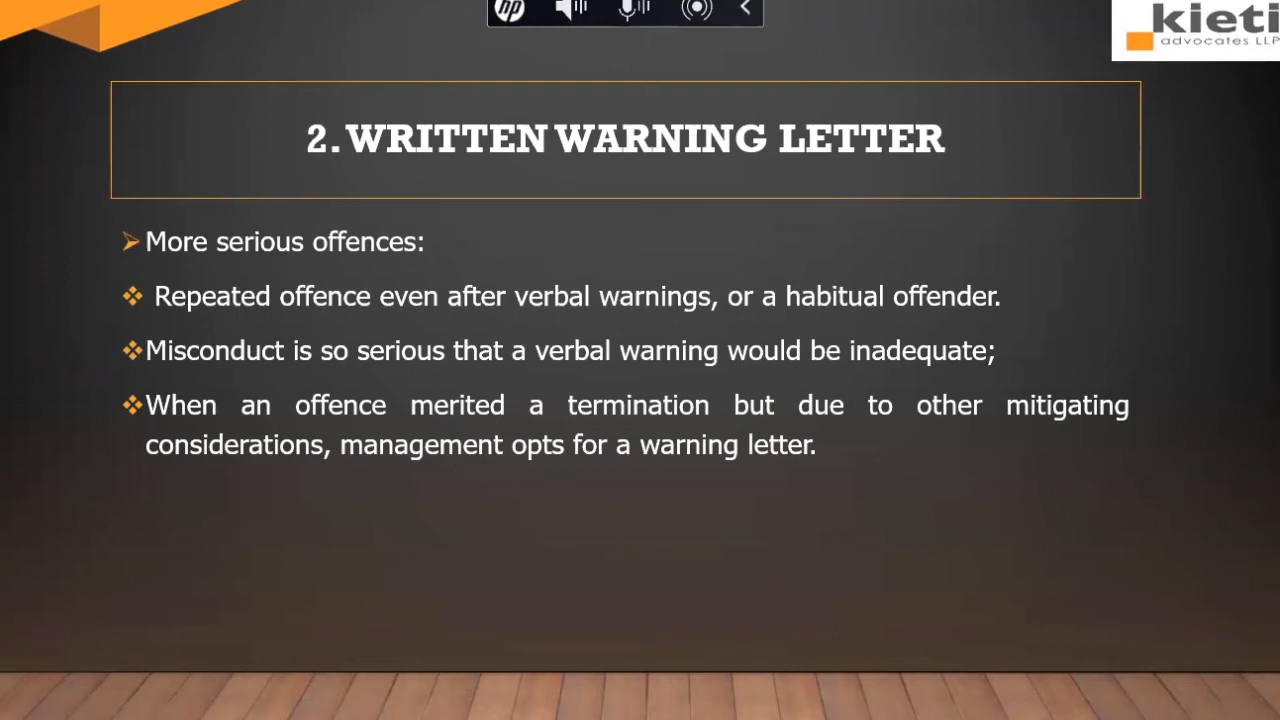 hp
kieti
advocates LLP
2. WRITTEN WARNING LETTER
More serious offences:
Repeated offence even after verbal warnings, or a habitual offender.
Misconduct is so serious that a verbal warning would be inadequate;
When an offence merited a termination but due to other mitigating
considerations, management opts for a warning letter.